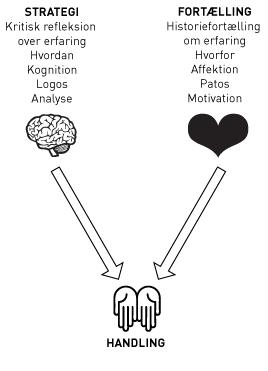 STRATEGI
Kritisk refleksion
over erfaring
Hvordan
Kognition
Logos
Analyse
FORTÆLLING
Historiefortælling
om erfaring
Hvorfor
Affektion
Patos
Motivation
HANDLING